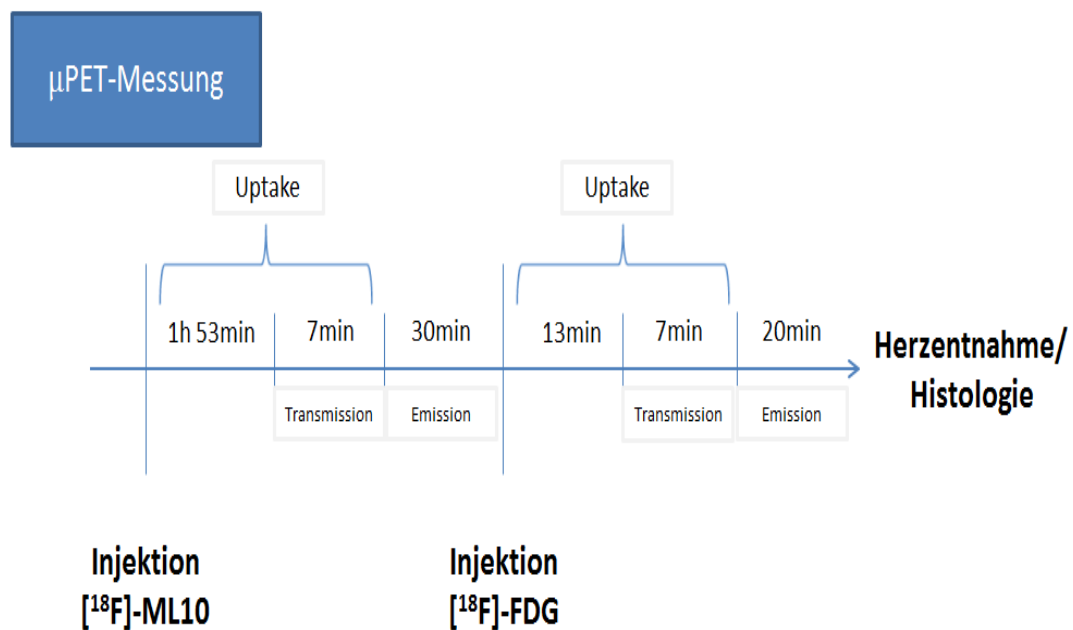 µPET-Messung
Uptake
Uptake
1h 53min
7min
30min
13min
7min
20min
Herzentnahme/
Histologie
Transmission
Emission
Transmission
Emission
Injektion
[¹⁸F]-ML10
Injektion
[¹⁸F]-FDG